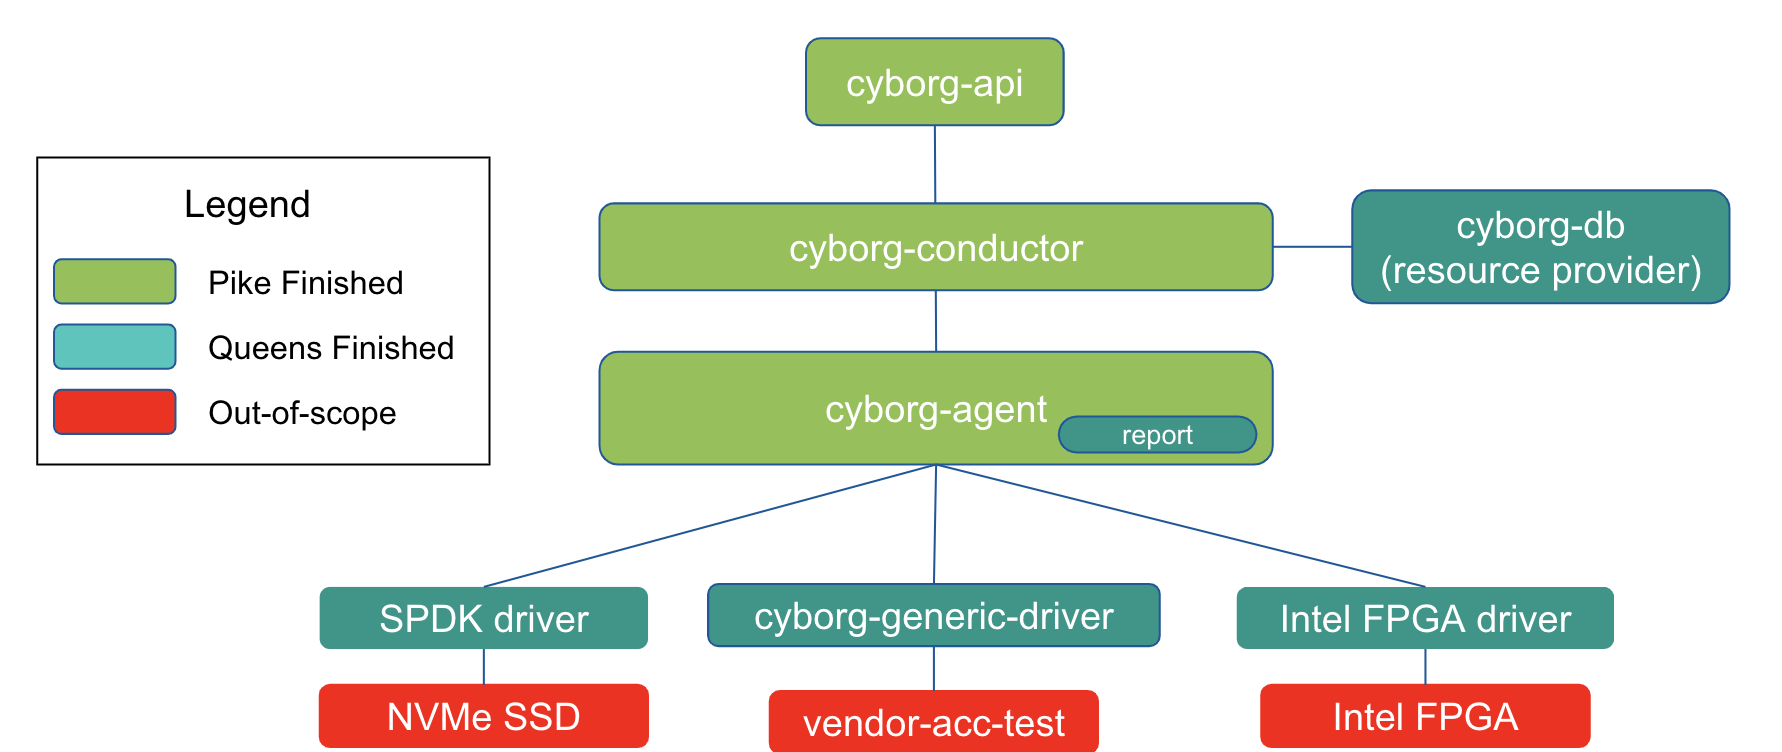 cyborg-api
Legend
Pike Finished
Queens Finished
Out-of-scope
cyborg-conductor
cyborg-db
(resource provider)
cyborg-agent
report
SPDK driver
cyborg-generic-driver
Intel FPGA driver
NVMe SSD
vendor-acc-test
Intel FPGA